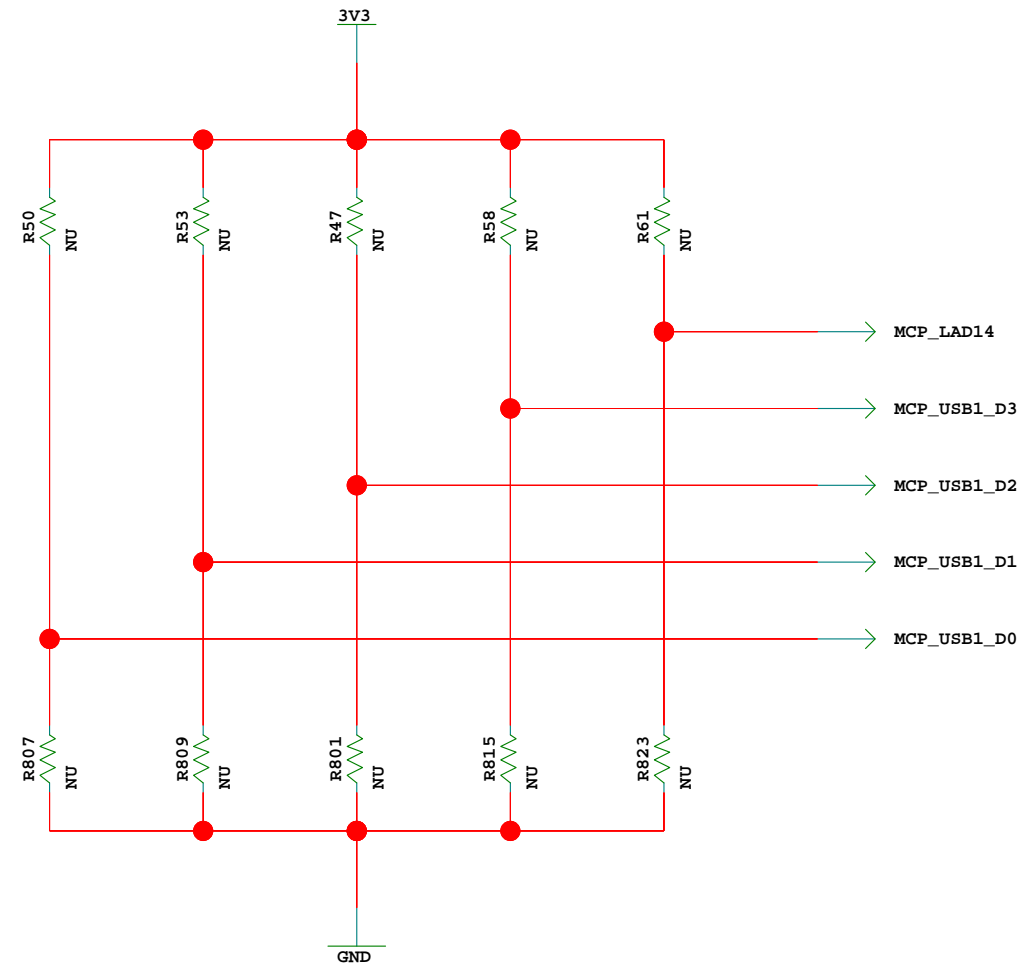 3V3
R50
NU
R53
NU
R47
NU
R58
NU
R61
NU
MCP_LAD14
MCP_USB1_D3
MCP_USB1_D2
MCP_USB1_D1
MCP_USB1_D0
R807
NU
R809
NU
R801
NU
R815
NU
R823
NU
GND